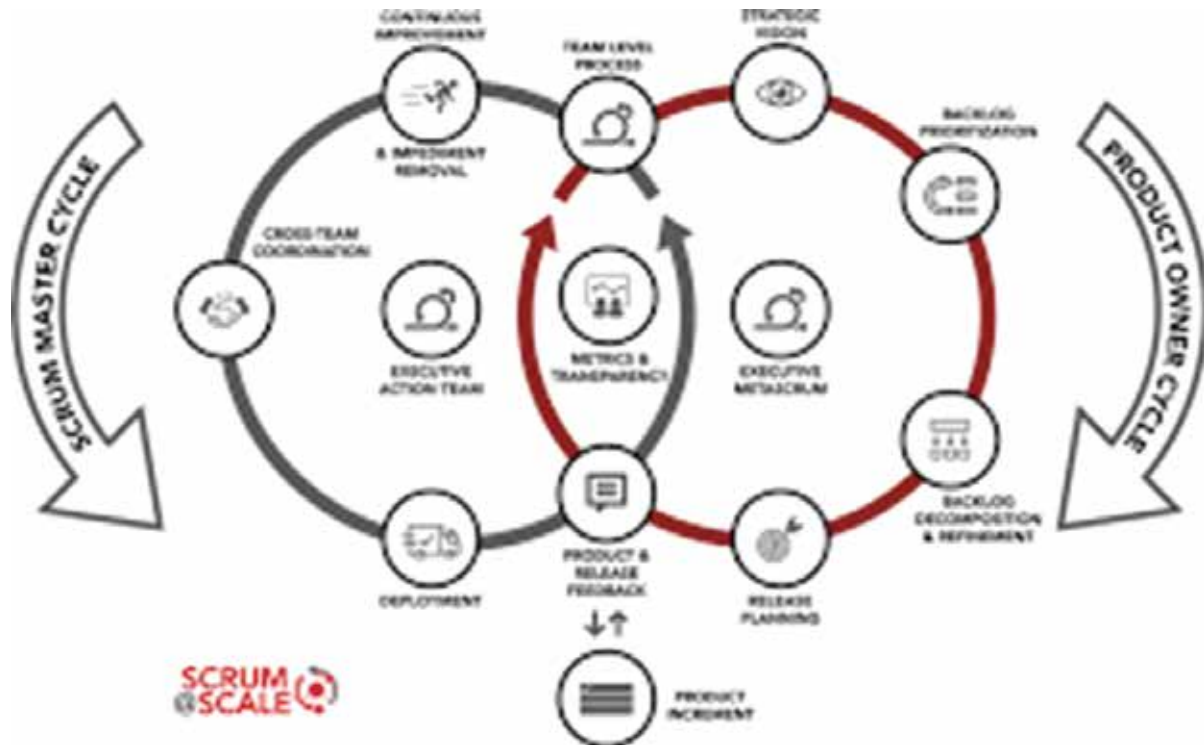 CONTINUOUS
IMPROVEMENT
& IMPEDIMENT
REMOVAL
TEAM LEVEL
PROCESS
STRATEGIC
VISION
BACKLOG
PRIORITIZATION
SCRUM MASTER CYCLE
PRODUCT OWNER CYCLE
CROSS-TEAM
COORDINATION
EXECUTIVE
ACTION TEAM
METRICS &
TRANSPARENCY
EXECUTIVE
METASCRUM
BACKLOG
DECOMPOSITION
& REFINEMENT
DEPLOYMENT
PRODUCT &
RELEASE
FEEDBACK
RELEASE
PLANNING
SCRUM
@SCALE
PRODUCT
INCREMENT